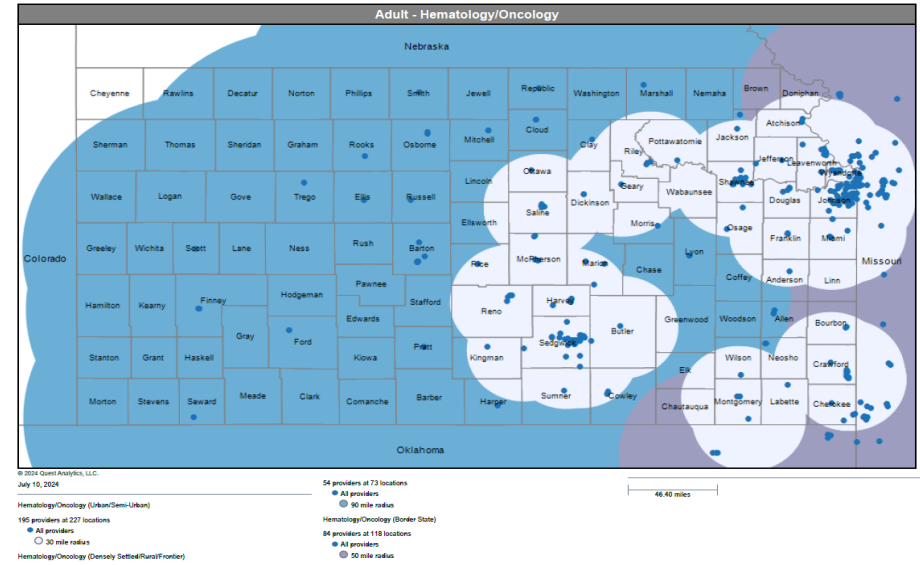 Adult - Hematology/Oncology
Nebraska
Cheyenne Rawlins Decatur Norton Phillips Smith Jewell Republic Washington Marshall Nemaha Brown Doniphan
Atchison
Sherman Thomas Sheridan Graham Rooks Osborne Mitchell Cloud Clay Riley Pottawatomie Jackson
Jefferson Leavenworth
Wyandotte
Wallace Logan Gove Trego Ellis Russell Lincoln Ottawa Dickinson Geary Wabaunsee Shawnee Douglas Johnson
Saline
Ellsworth Morris Osage
Colorado Greeley Wichita Scott Lane Ness Rush Barton Rice McPherson Marion Chase Lyon Franklin Miami Missouri
Hamilton Kearny Finney Hodgeman Pawnee Stafford Reno Harvey Butler Greenwood Coffey Anderson Linn
Gray Ford Edwards Woodson Allen Bourbon
Stanton Grant Haskell Kiowa Pratt Kingman Sedgwick Elk Wilson Neosho Crawford
Morton Stevens Seward Meade Clark Comanche Barber Harper Sumner Cowley Chautauqua Montgomery Labette Cherokee
Oklahoma
© 2024 Quest Analytics, LLC.
July 10, 2024
Hematology/Oncology (Urban/Semi-Urban)
195 providers at 227 locations
All providers
30 mile radius
Hematology/Oncology (Densely Settled/Rural/Frontier)
54 providers at 73 locations
All providers
90 mile radius
Hematology/Oncology (Border State)
84 providers at 118 locations
All providers
50 mile radius
46.40 miles